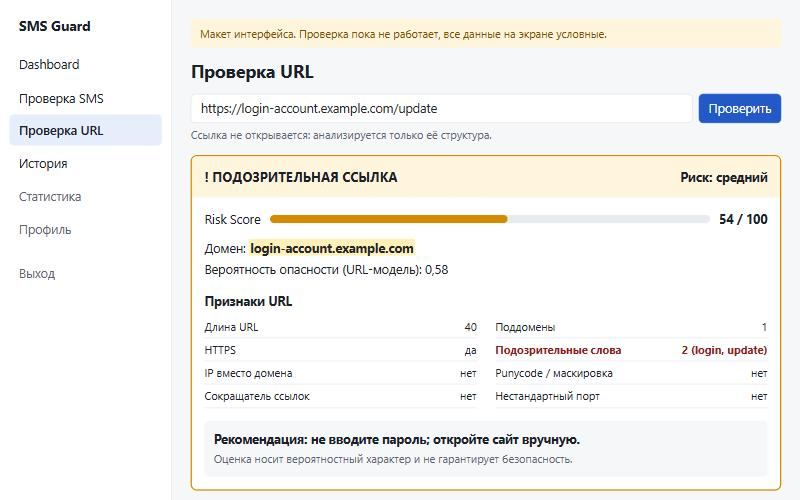 SMS Guard
Dashboard
Проверка SMS
Проверка URL
История
Статистика
Профиль
Выход
Макет интерфейса. Проверка пока не работает, все данные на экране условные.
Проверка URL
https://login-account.example.com/update
Проверить
Ссылка не открывается: анализируется только её структура.
! ПОДОЗРИТЕЛЬНАЯ ССЫЛКА Риск: средний
Risk Score 54 / 100
Домен: login-account.example.com
Вероятность опасности (URL-модель): 0,58
Признаки URL
Длина URL 40 Поддомены 1
HTTPS да Подозрительные слова 2 (login, update)
IP вместо домена нет Punycode / маскировка нет
Сокращатель ссылок нет Нестандартный порт нет
Рекомендация: не вводите пароль; откройте сайт вручную.
Оценка носит вероятностный характер и не гарантирует безопасность.